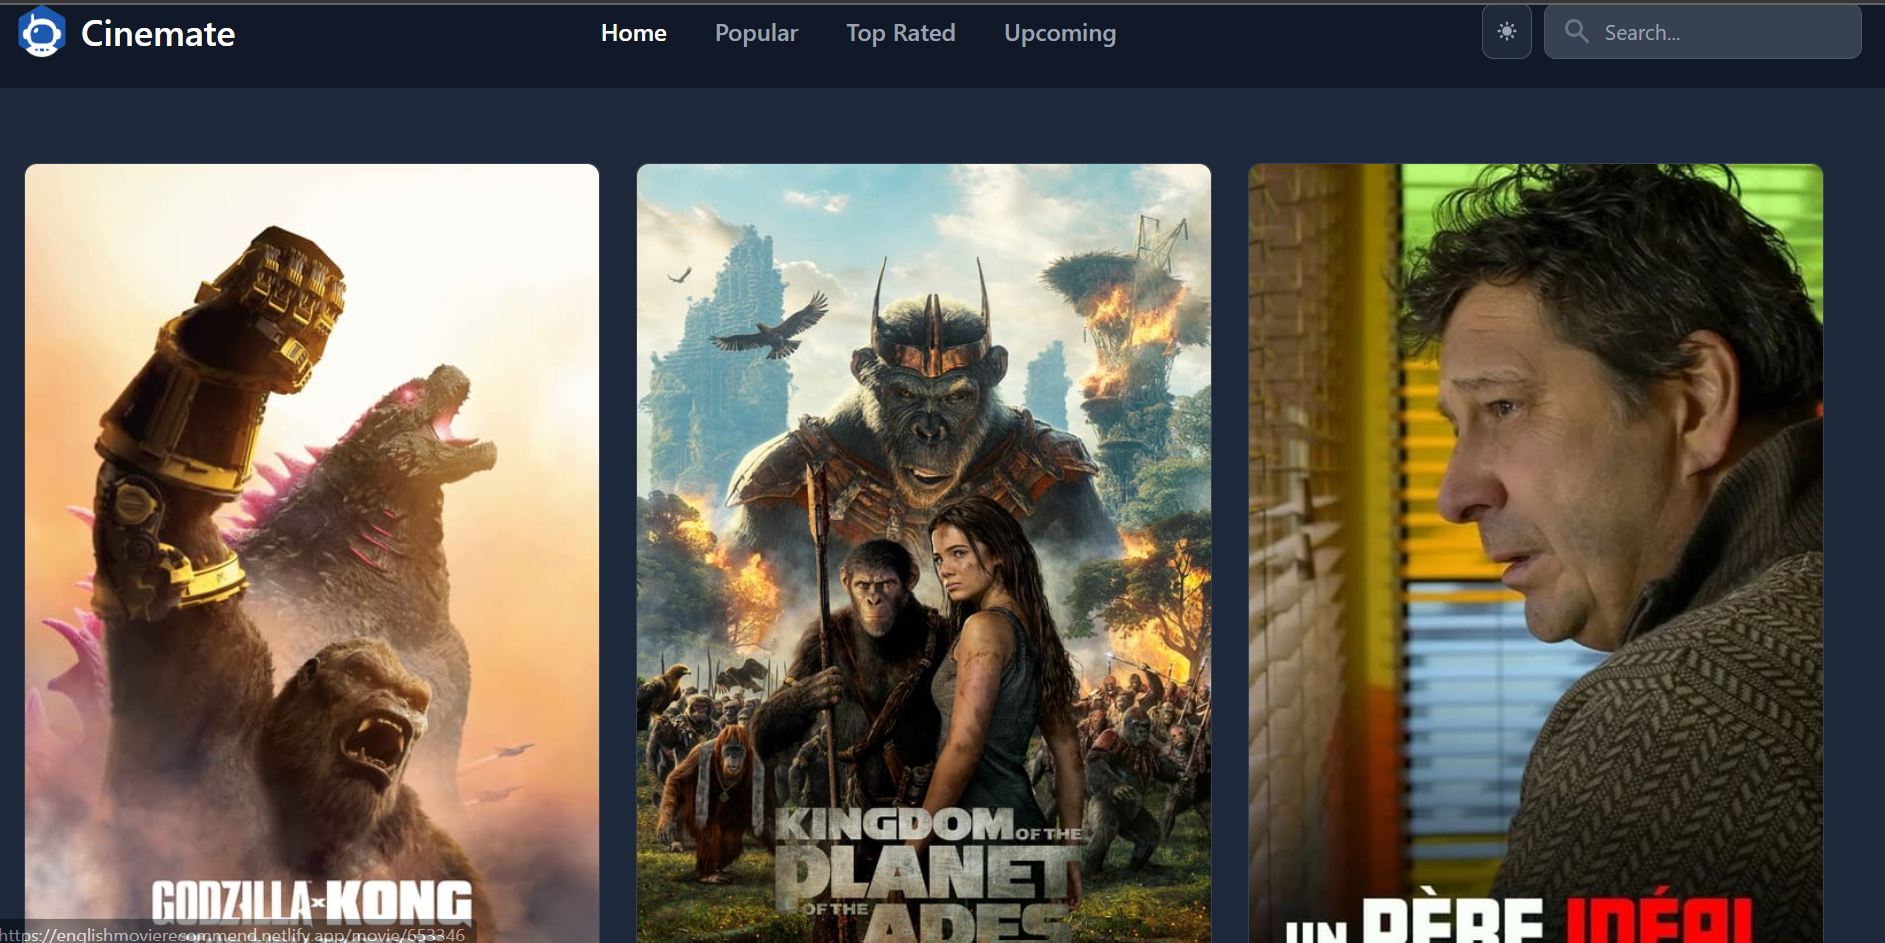 Cinemate
Home
Popular
Top Rated
Upcoming
Search...
GODZILLA x KONG
KINGDOM OF THE
PLANET
OF THE APES
UN PÈRE IDÉAL
https://englishmovierecommend.netlify.app/movie/653346